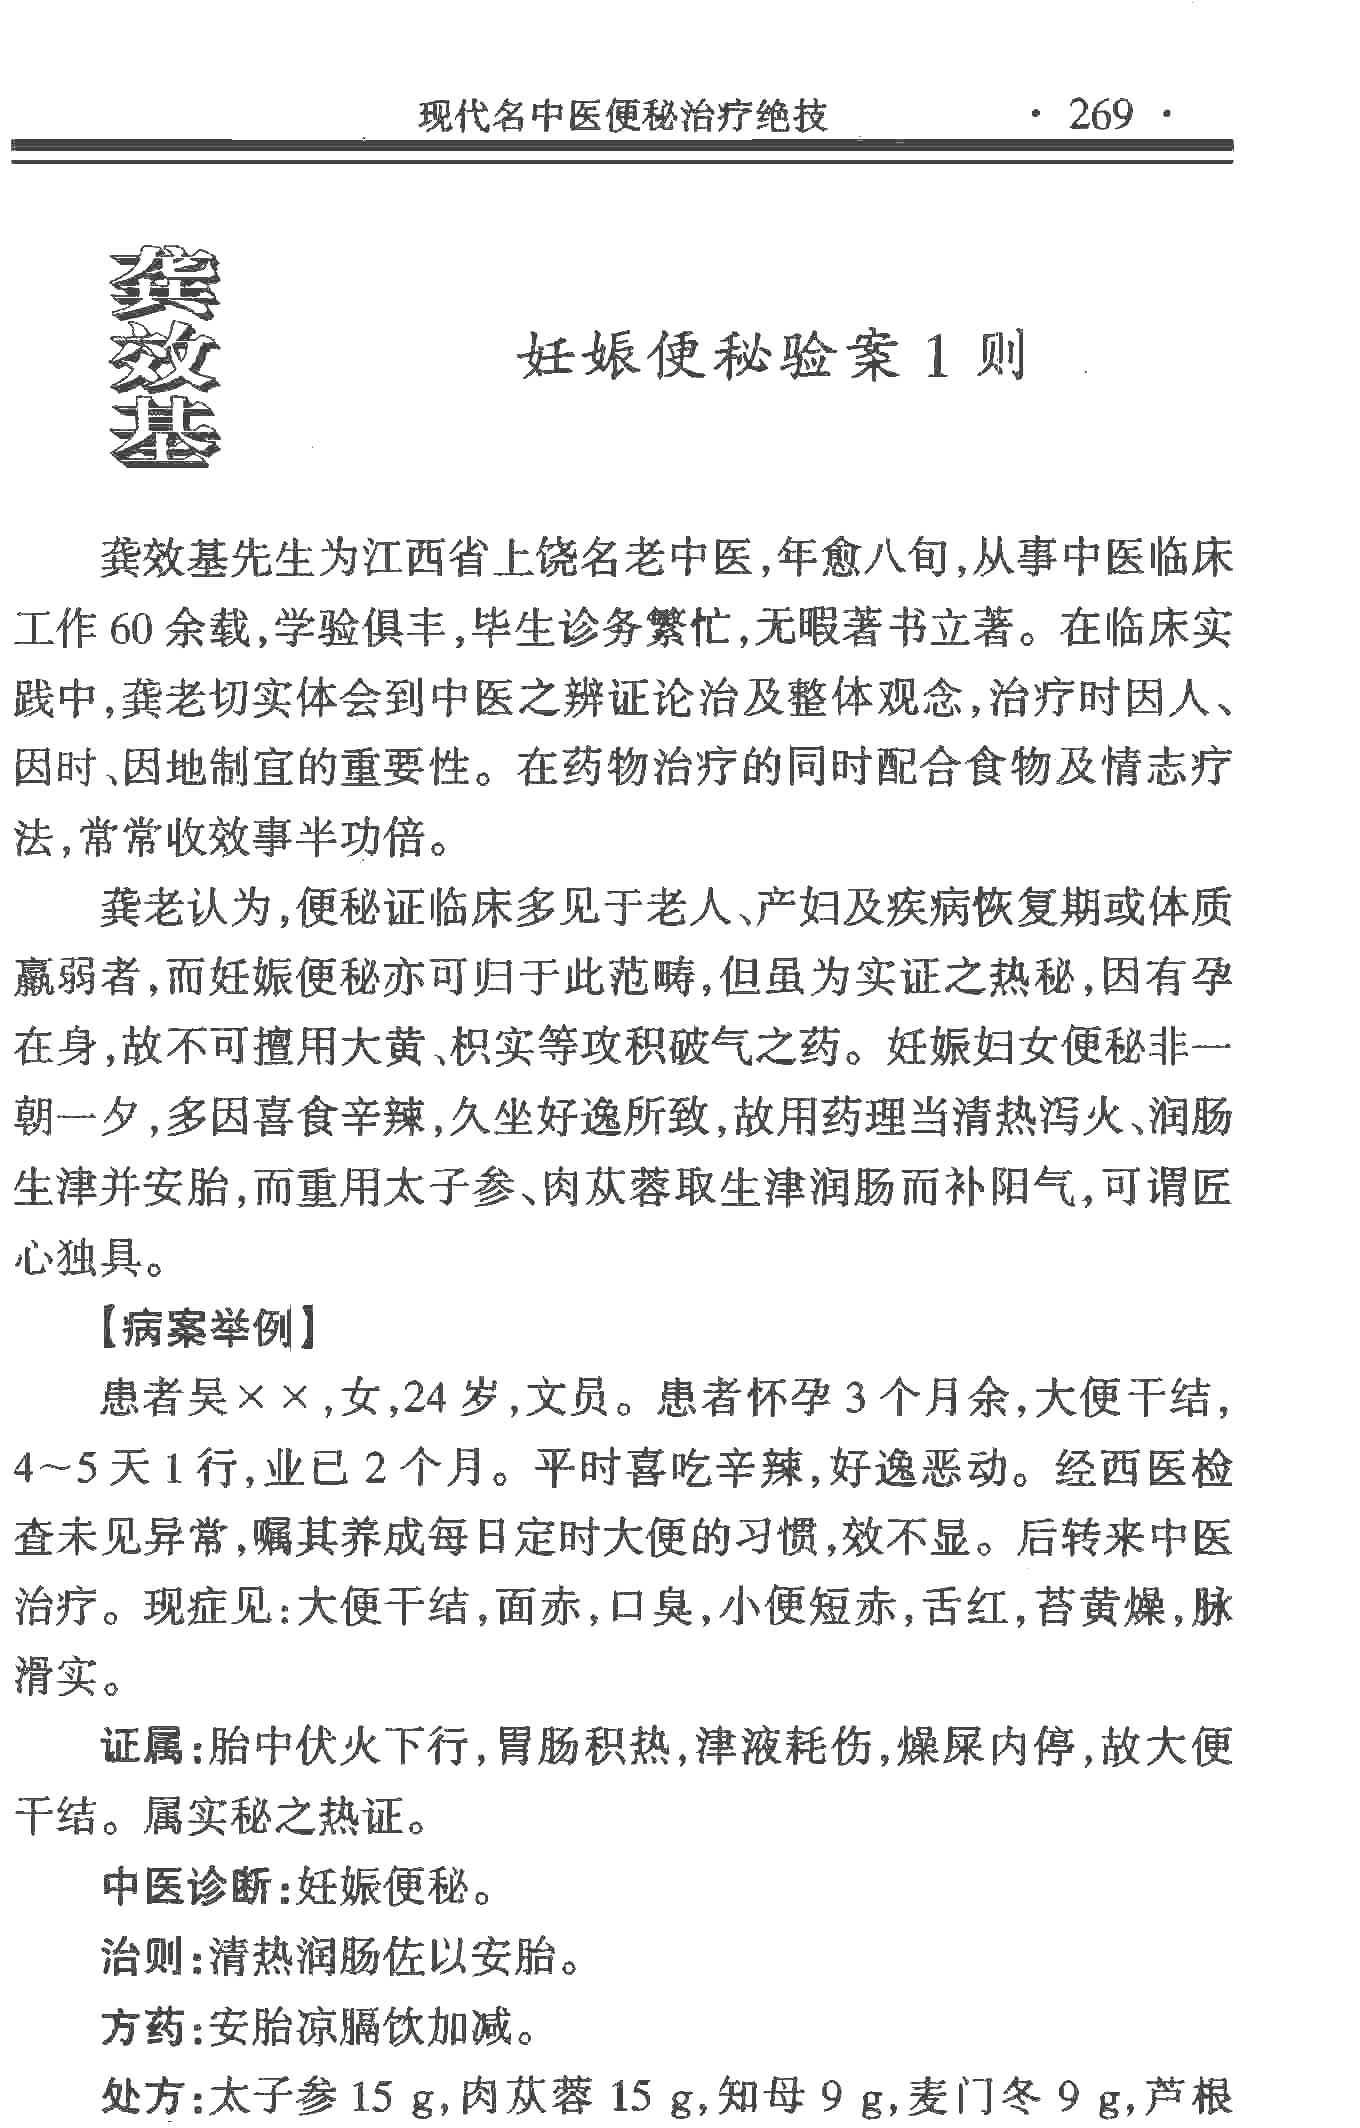 现代名中医便秘治疗绝技 · 269 ·
龚效基
妊娠便秘验案 1 则
龚效基先生为江西省上饶名老中医,年愈八旬,从事中医临床
工作 60 余载,学验俱丰,毕生诊务繁忙,无暇著书立著。在临床实
践中,龚老切实体会到中医之辨证论治及整体观念,治疗时因人、
因时、因地制宜的重要性。在药物治疗的同时配合食物及情志疗
法,常常收效事半功倍。
龚老认为,便秘证临床多见于老人、产妇及疾病恢复期或体质
羸弱者,而妊娠便秘亦可归于此范畴,但虽为实证之热秘,因有孕
在身,故不可擅用大黄、枳实等攻积破气之药。妊娠妇女便秘非一
朝一夕,多因喜食辛辣,久坐好逸所致,故用药理当清热泻火、润肠
生津并安胎,而重用太子参、肉苁蓉取生津润肠而补阳气,可谓匠
心独具。
【病案举例】
患者吴××,女,24 岁,文员。患者怀孕 3 个月余,大便干结,
4～5 天 1 行,业已 2 个月。平时喜吃辛辣,好逸恶动。经西医检
查未见异常,嘱其养成每日定时大便的习惯,效不显。后转来中医
治疗。现症见:大便干结,面赤,口臭,小便短赤,舌红,苔黄燥,脉
滑实。
证属:胎中伏火下行,胃肠积热,津液耗伤,燥屎内停,故大便
干结。属实秘之热证。
中医诊断:妊娠便秘。
治则:清热润肠佐以安胎。
方药:安胎凉膈饮加减。
处方:太子参 15 g,肉苁蓉 15 g,知母 9 g,麦门冬 9 g,芦根